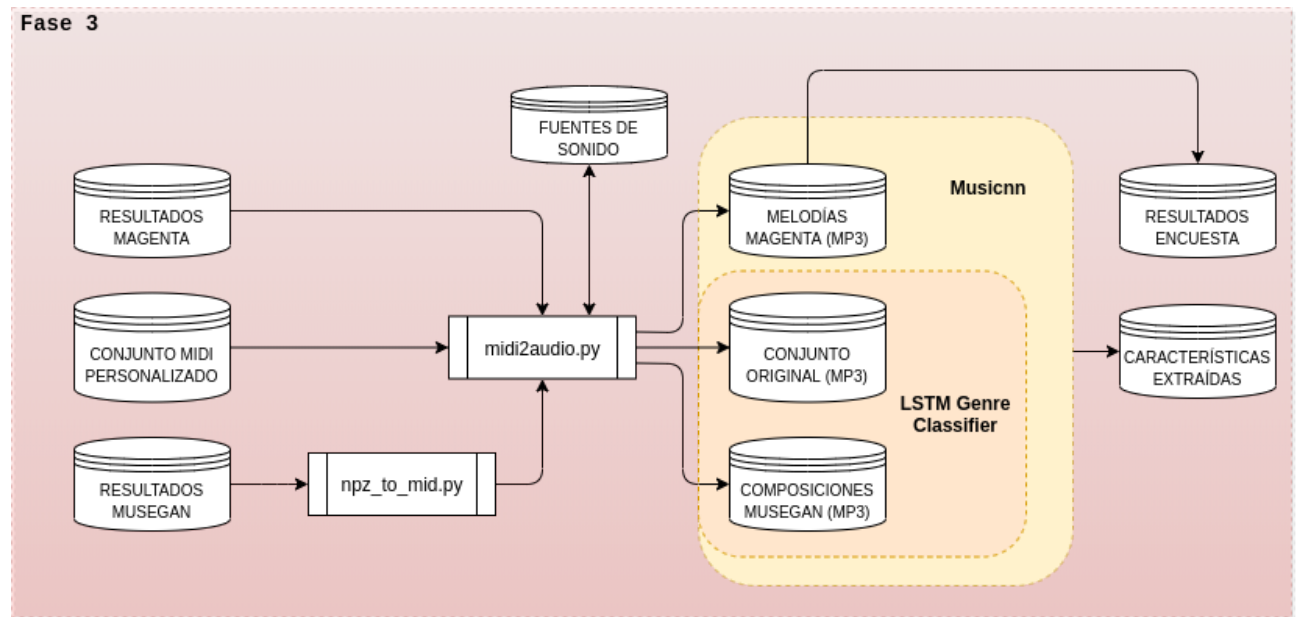 Fase 3
FUENTES DE
SONIDO
RESULTADOS
MAGENTA
MELODÍAS
MAGENTA (MP3)
Musicnn
RESULTADOS
ENCUESTA
CONJUNTO MIDI
PERSONALIZADO
midi2audio.py
CONJUNTO
ORIGINAL (MP3)
CARACTERÍSTICAS
EXTRAÍDAS
LSTM Genre
Classifier
RESULTADOS
MUSEGAN
npz_to_mid.py
COMPOSICIONES
MUSEGAN (MP3)